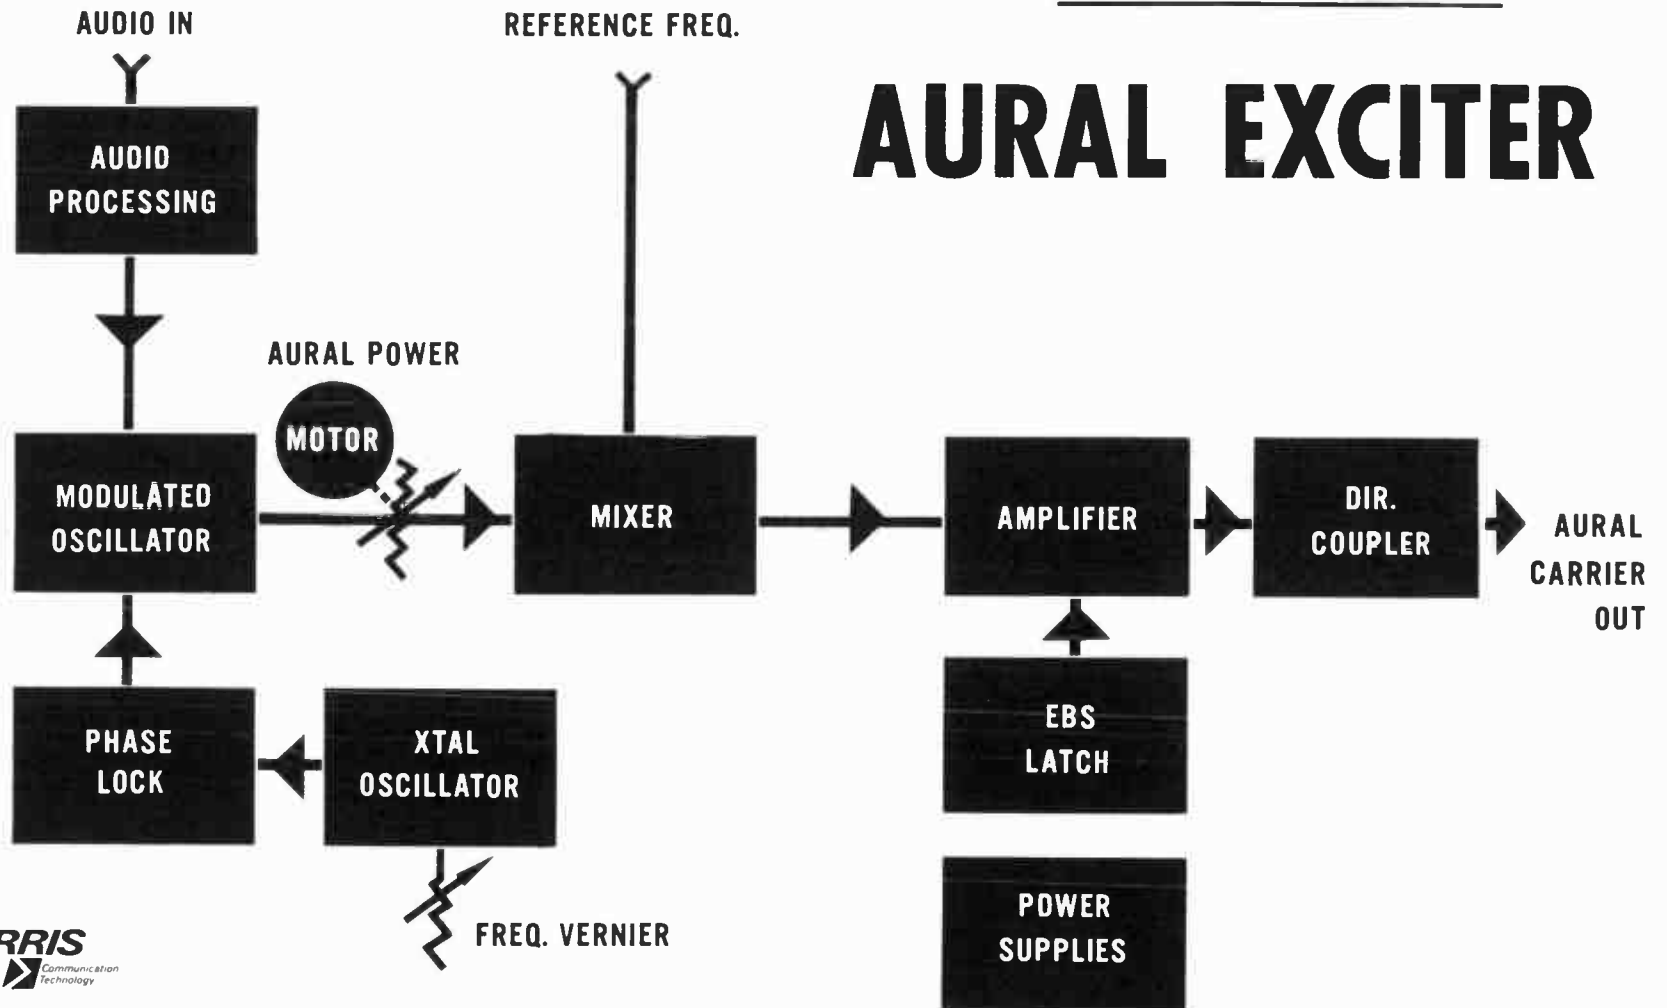 AUDIO IN
REFERENCE FREQ.
AURAL EXCITER
AUDIO
PROCESSING
AURAL POWER
MOTOR
MODULATED
OSCILLATOR
MIXER
AMPLIFIER
DIR.
COUPLER
AURAL
CARRIER
OUT
PHASE
LOCK
XTAL
OSCILLATOR
EBS
LATCH
FREQ. VERNIER
POWER
SUPPLIES
RRIS
Communication
Technology